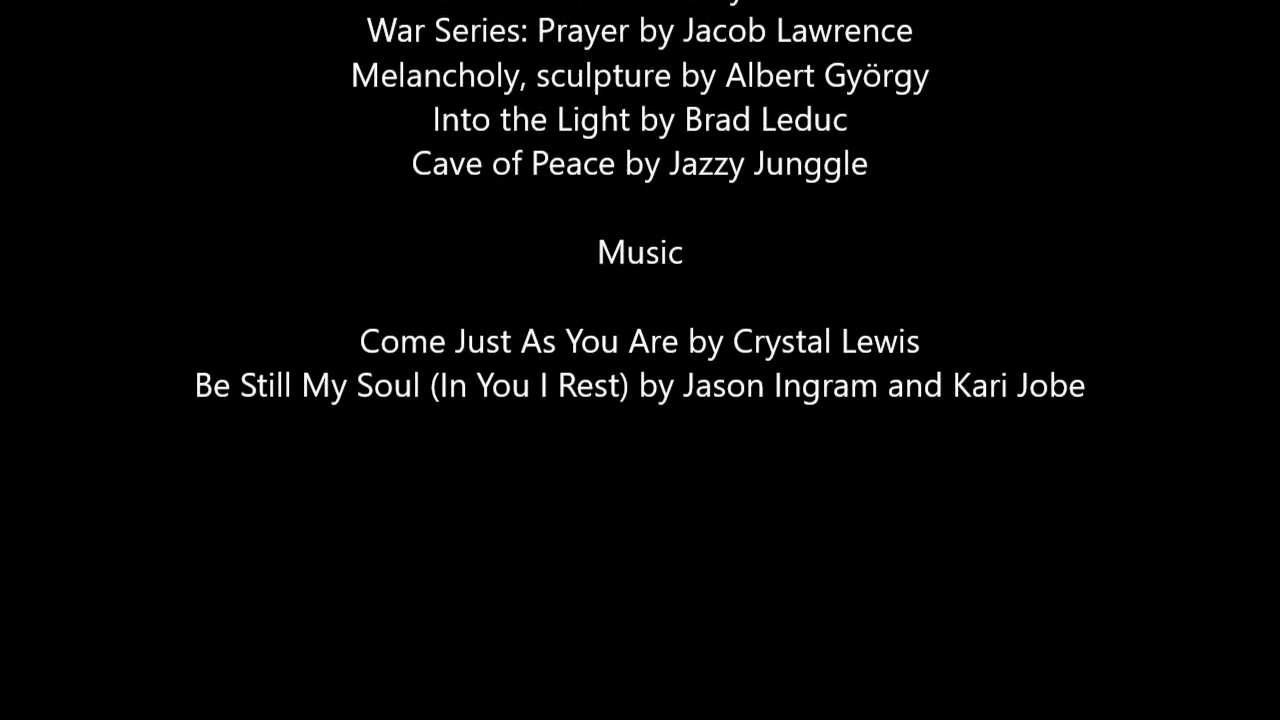 War Series: Prayer by Jacob Lawrence
Melancholy, sculpture by Albert György
Into the Light by Brad Leduc
Cave of Peace by Jazzy Junggle
Music
Come Just As You Are by Crystal Lewis
Be Still My Soul (In You I Rest) by Jason Ingram and Kari Jobe